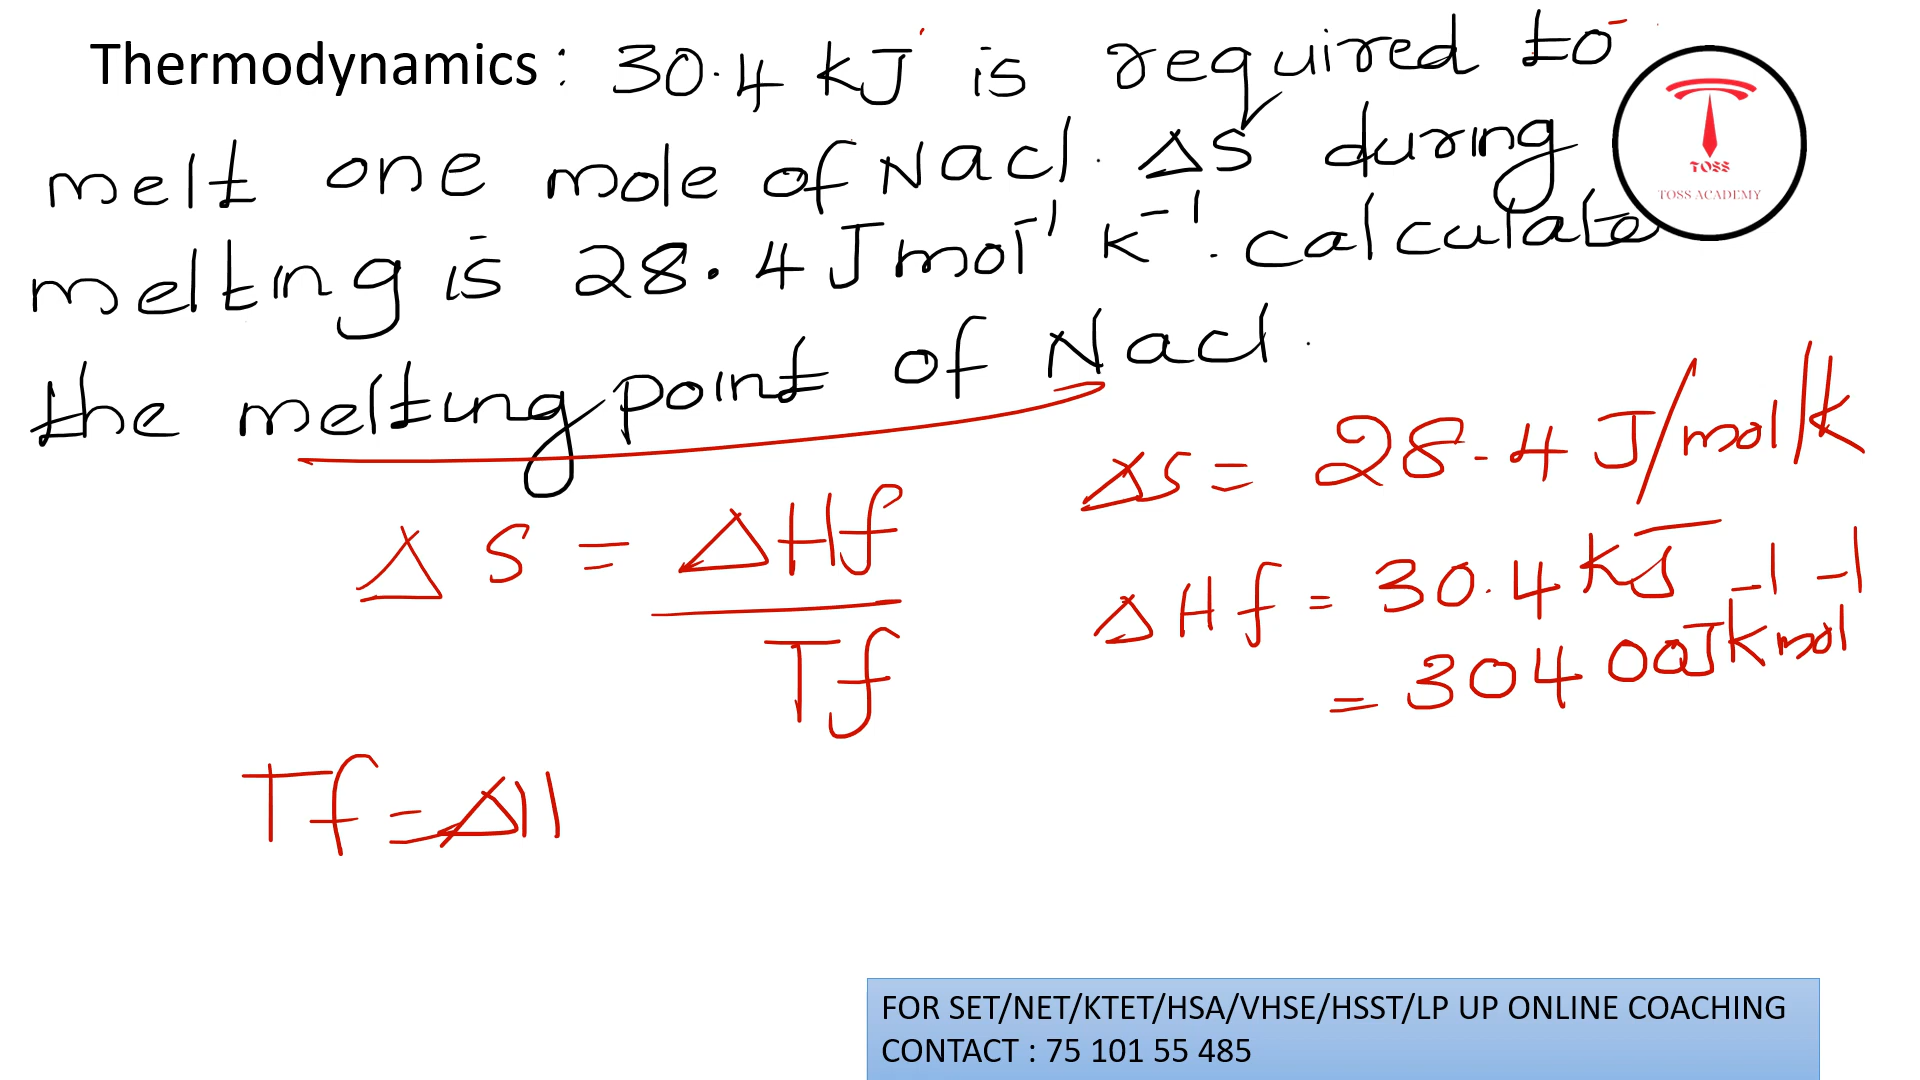 Thermodynamics : 30.4 KJ is required to
melt one mole of Nacl. ΔS during
melting is 28.4 J mol⁻¹ K⁻¹. calculate
the melting point of Nacl.
TOSS
TOSS ACADEMY
ΔS = 28.4 J/mol/k
ΔS = ΔHf
Tf
ΔHf = 30.4 KJ
= 30400 J K⁻¹ mol⁻¹
Tf = Δ
FOR SET/NET/KTET/HSA/VHSE/HSST/LP UP ONLINE COACHING
CONTACT : 75 101 55 485